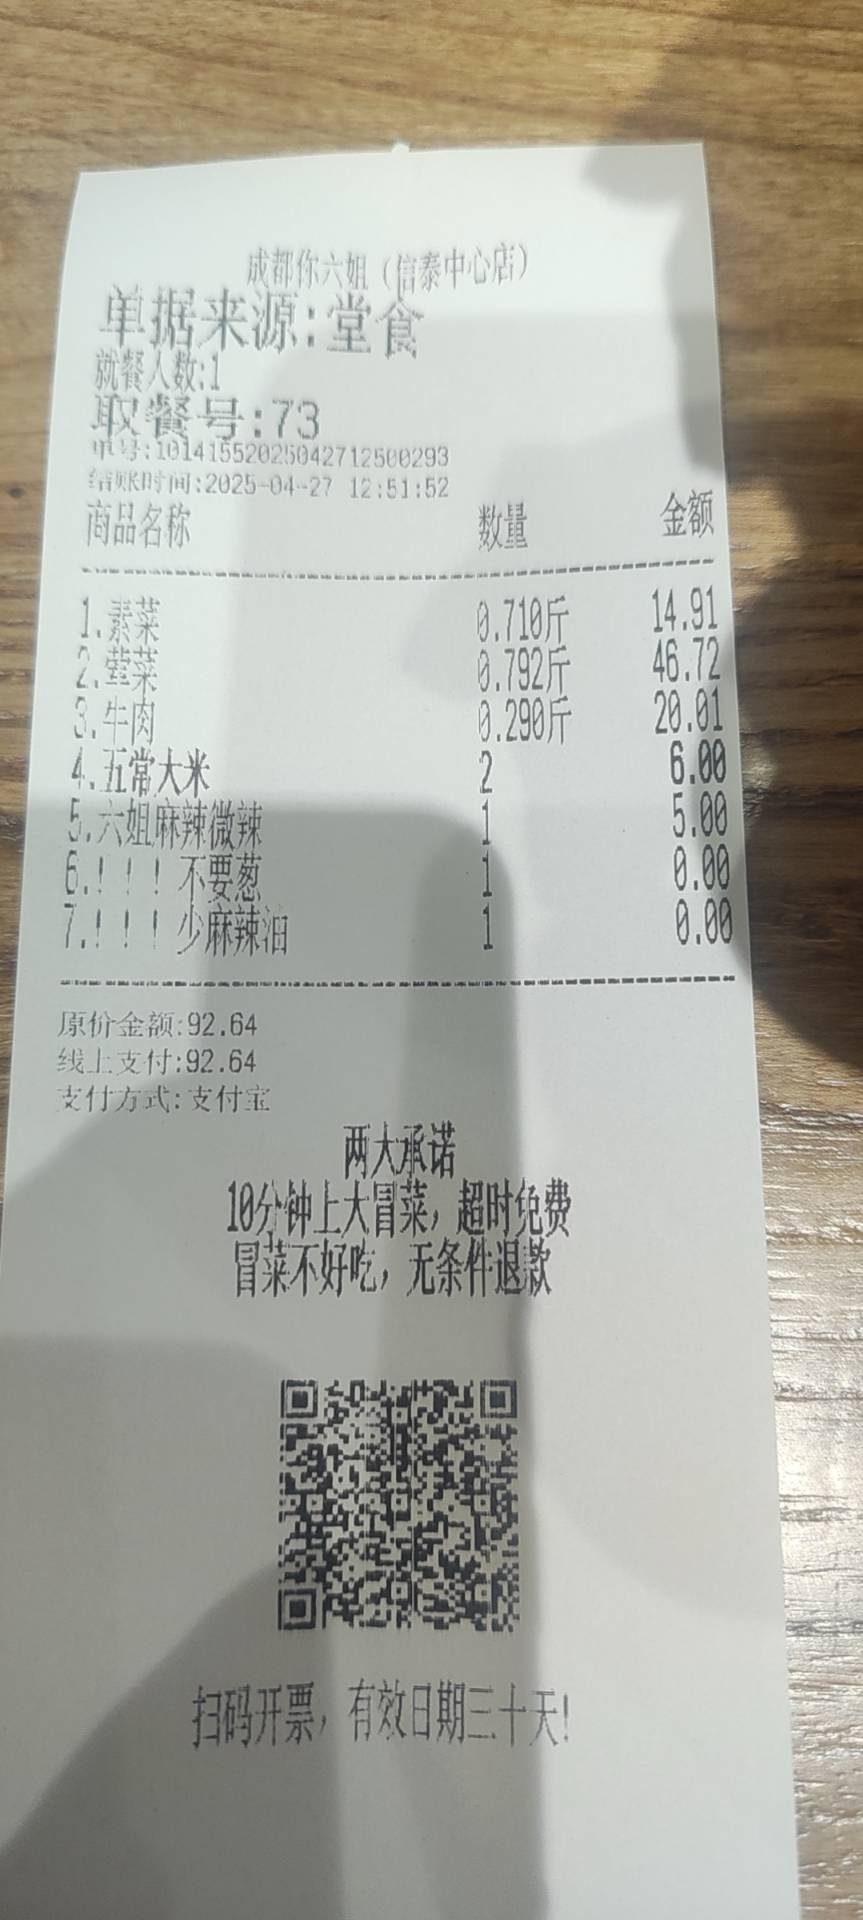 成都你六姐（信泰中心店）
单据来源:堂食
就餐人数:1
取餐号:73
单号:10141552025042712500293
结账时间:2025-04-27 12:51:52
商品名称 数量 金额
1.素菜 0.710斤 14.91
2.荤菜 0.792斤 46.72
3.牛肉 0.290斤 20.01
4.五常大米 2 6.00
5.六姐麻辣微辣 1 5.00
6.！！！不要葱 1 0.00
7.！！！少麻辣油 1 0.00
原价金额:92.64
线上支付:92.64
支付方式:支付宝
两大承诺
10分钟上大冒菜，超时免费
冒菜不好吃，无条件退款
扫码开票，有效日期三十天!